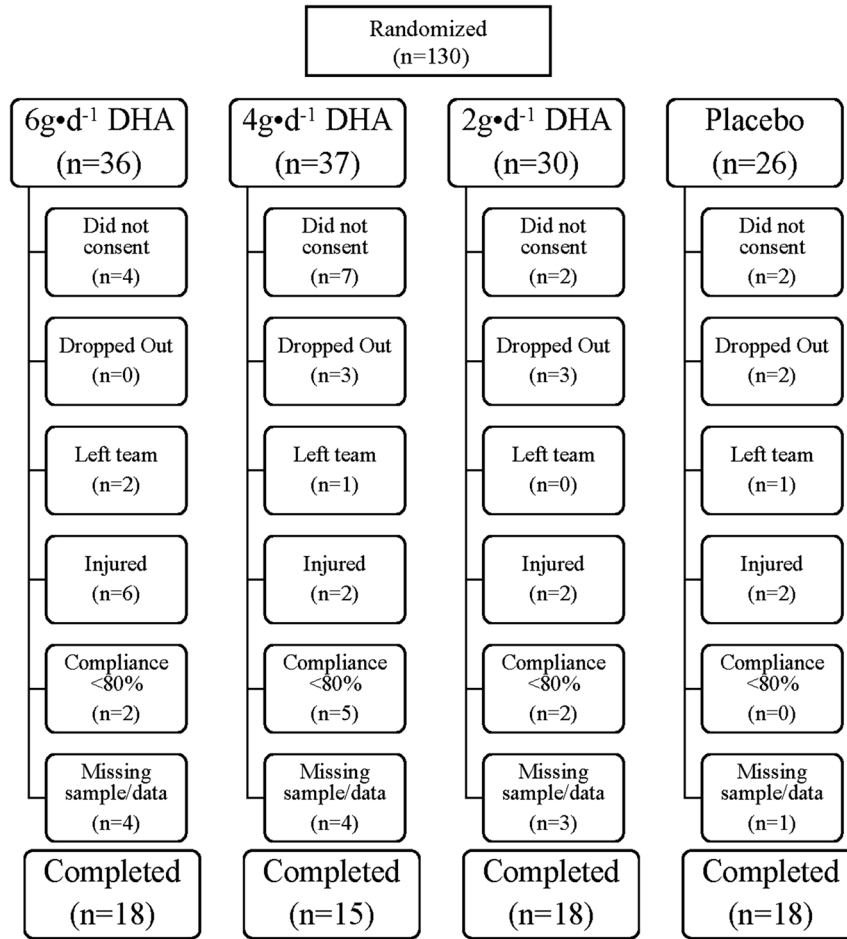 Randomized
(n=130)
6g•d⁻¹ DHA
(n=36)
Did not
consent
(n=4)
Dropped Out
(n=0)
Left team
(n=2)
Injured
(n=6)
Compliance
<80%
(n=2)
Missing
sample/data
(n=4)
Completed
(n=18)
4g•d⁻¹ DHA
(n=37)
Did not
consent
(n=7)
Dropped Out
(n=3)
Left team
(n=1)
Injured
(n=2)
Compliance
<80%
(n=5)
Missing
sample/data
(n=4)
Completed
(n=15)
2g•d⁻¹ DHA
(n=30)
Did not
consent
(n=2)
Dropped Out
(n=3)
Left team
(n=0)
Injured
(n=2)
Compliance
<80%
(n=2)
Missing
sample/data
(n=3)
Completed
(n=18)
Placebo
(n=26)
Did not
consent
(n=2)
Dropped Out
(n=2)
Left team
(n=1)
Injured
(n=2)
Compliance
<80%
(n=0)
Missing
sample/data
(n=1)
Completed
(n=18)